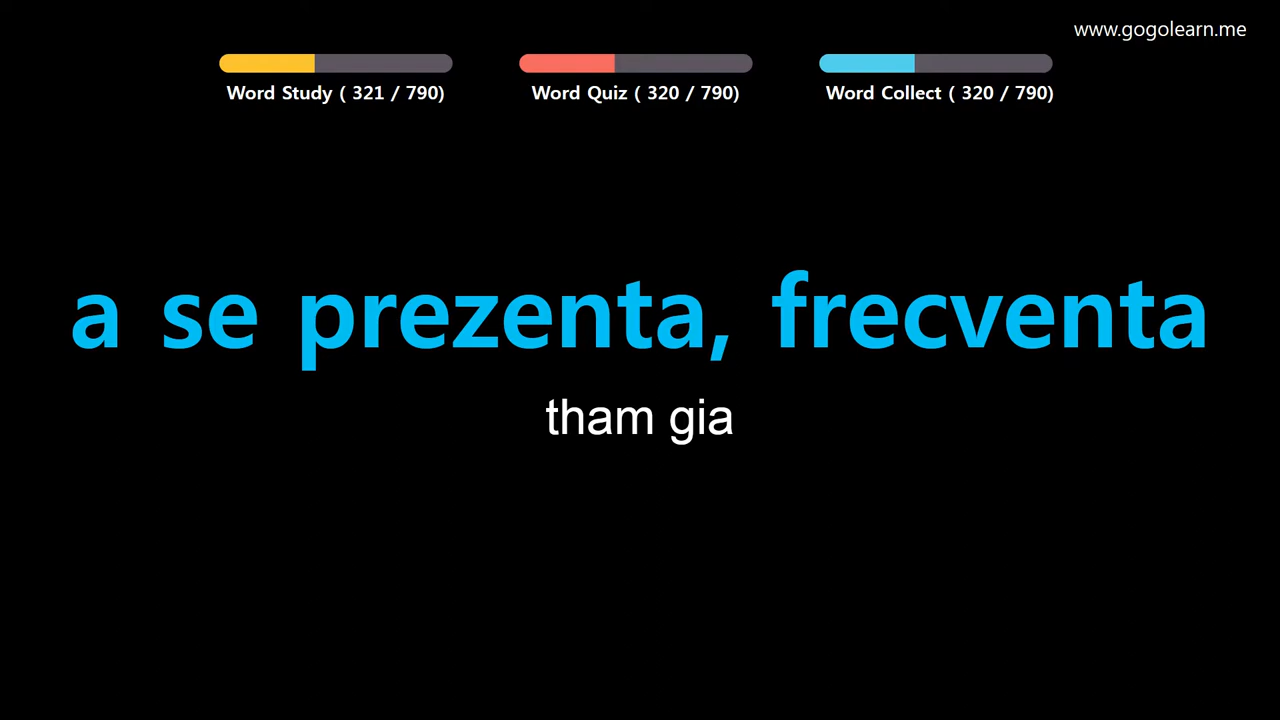 www.gogolearn.me
Word Study ( 321 / 790)
Word Quiz ( 320 / 790)
Word Collect ( 320 / 790)
a se prezenta, frecventa
tham gia